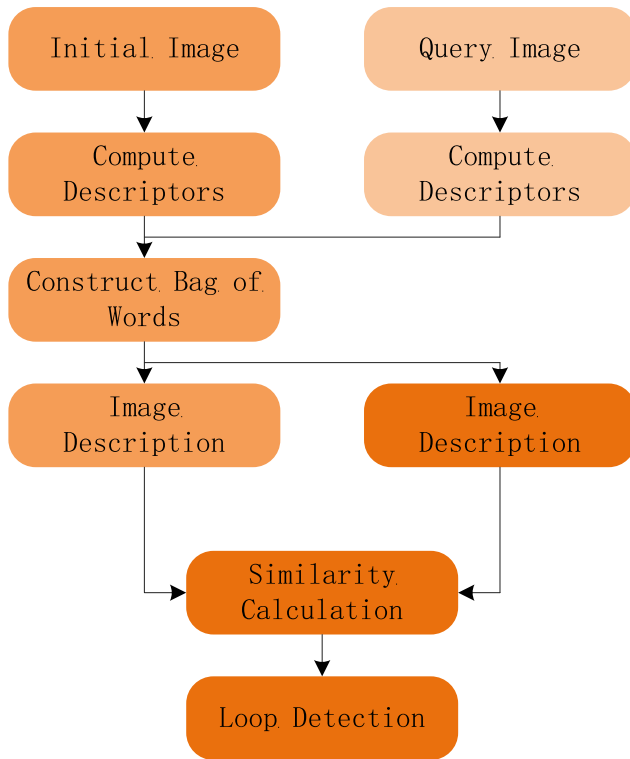 Initial Image
Query Image
Compute
Descriptors
Compute
Descriptors
Construct Bag of
Words
Image
Description
Image
Description
Similarity
Calculation
Loop Detection